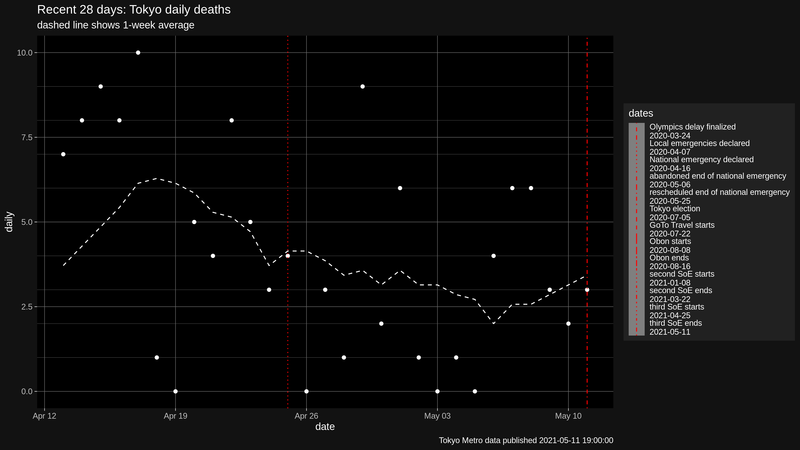 Recent 28 days: Tokyo daily deaths
dashed line shows 1-week average
daily
10.0
7.5
5.0
2.5
0.0
Apr 12
Apr 19
Apr 26
May 03
May 10
date
Tokyo Metro data published 2021-05-11 19:00:00
dates
Olympics delay finalized
2020-03-24
Local emergencies declared
2020-04-07
National emergency declared
2020-04-16
abandoned end of national emergency
2020-05-06
rescheduled end of national emergency
2020-05-25
Tokyo election
2020-07-05
GoTo Travel starts
2020-07-22
Obon starts
2020-08-08
Obon ends
2020-08-16
second SoE starts
2021-01-08
second SoE ends
2021-03-22
third SoE starts
2021-04-25
third SoE ends
2021-05-11